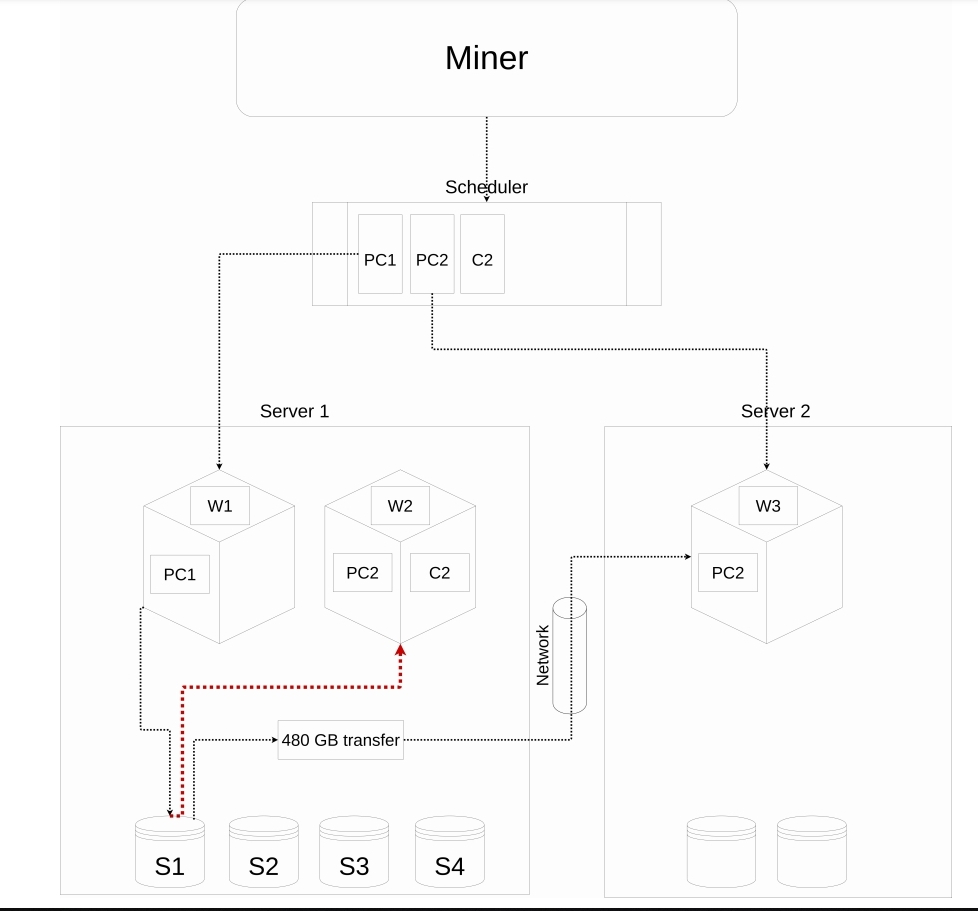 Miner
Scheduler
PC1
PC2
C2
Server 1
Server 2
W1
W2
W3
PC1
PC2
C2
PC2
Network
480 GB transfer
S1
S2
S3
S4